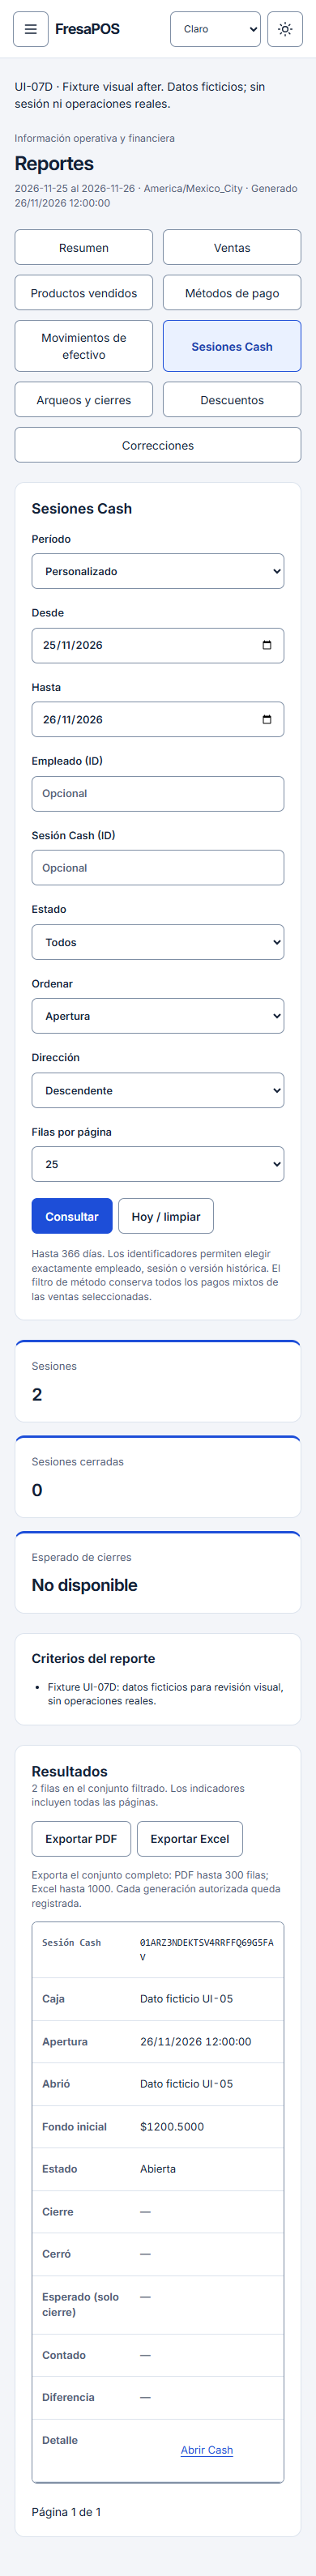 FresaPOS
Claro
UI-07D · Fixture visual after. Datos ficticios; sin
sesión ni operaciones reales.
Información operativa y financiera
Reportes
2026-11-25 al 2026-11-26 · America/Mexico_City · Generado
26/11/2026 12:00:00
Resumen
Ventas
Productos vendidos
Métodos de pago
Movimientos de
efectivo
Sesiones Cash
Arqueos y cierres
Descuentos
Correcciones
Sesiones Cash
Período
Personalizado
Desde
25/11/2026
Hasta
26/11/2026
Empleado (ID)
Opcional
Sesión Cash (ID)
Opcional
Estado
Todos
Ordenar
Apertura
Dirección
Descendente
Filas por página
25
Consultar
Hoy / limpiar
Hasta 366 días. Los identificadores permiten elegir
exactamente empleado, sesión o versión histórica. El
filtro de método conserva todos los pagos mixtos de
las ventas seleccionadas.
Sesiones
2
Sesiones cerradas
0
Esperado de cierres
No disponible
Criterios del reporte
• Fixture UI-07D: datos ficticios para revisión visual,
sin operaciones reales.
Resultados
2 filas en el conjunto filtrado. Los indicadores
incluyen todas las páginas.
Exportar PDF
Exportar Excel
Exporta el conjunto completo: PDF hasta 300 filas;
Excel hasta 1000. Cada generación autorizada queda
registrada.
Sesión Cash 01ARZ3NDEKTSV4RRFFQ69G5FA
V
Caja Dato ficticio UI-05
Apertura 26/11/2026 12:00:00
Abrió Dato ficticio UI-05
Fondo inicial $1200.5000
Estado Abierta
Cierre —
Cerró —
Esperado (solo —
cierre)
Contado —
Diferencia —
Detalle
Abrir Cash
Página 1 de 1